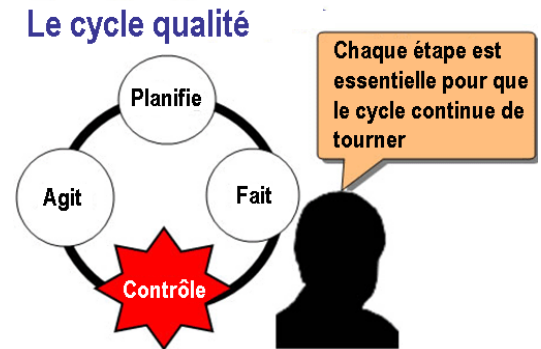 Le cycle qualité
Chaque étape est
essentielle pour que
le cycle continue de
tourner
Planifie
Agit
Fait
Contrôle